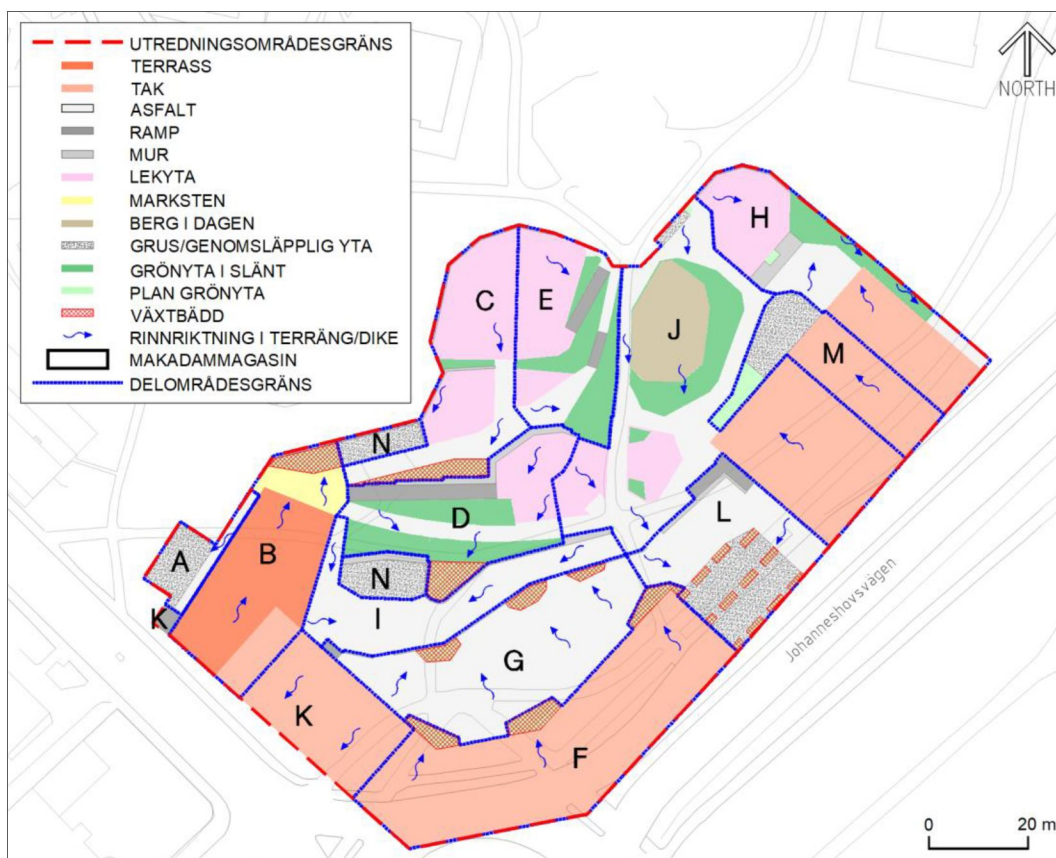 UTREDNINGSOMRÅDESGRÄNS
TERRASS
TAK
ASFALT
RAMP
MUR
LEKYTA
MARKSTEN
BERG I DAGEN
GRUS/GENOMSLÄPPLIG YTA
GRÖNYTA I SLÄNT
PLAN GRÖNYTA
VÄXTBÄDD
RINNRIKTNING I TERRÄNG/DIKE
MAKADAMMAGASIN
DELOMRÅDESGRÄNS
NORTH
H
C
E
J
M
N
D
L
A
B
N
K
I
Johanneshovsvägen
G
K
F
0 20 m